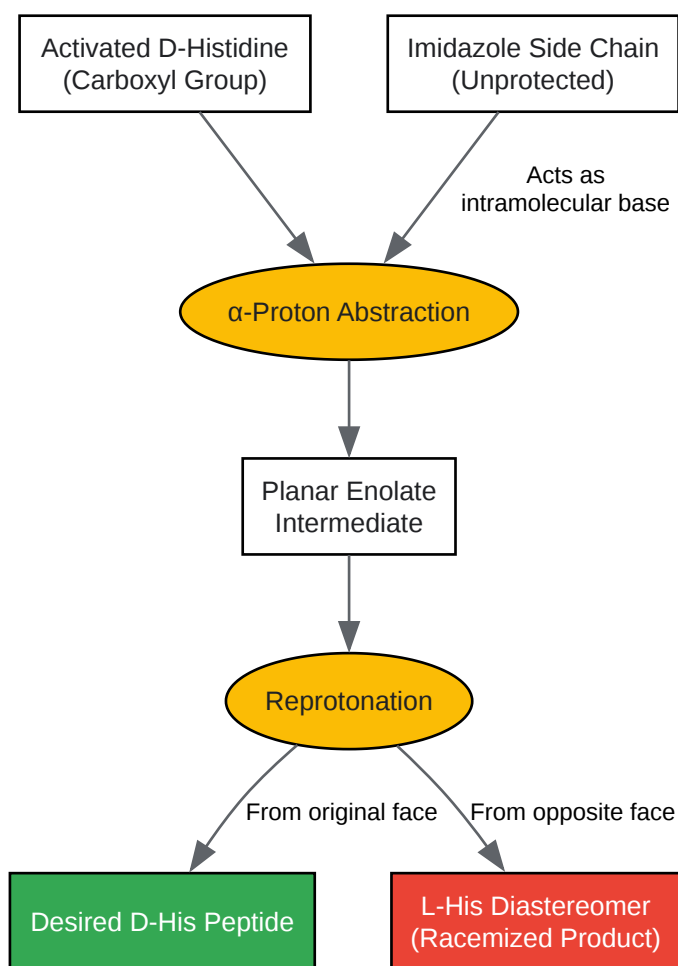 Activated D-Histidine
(Carboxyl Group)
Imidazole Side Chain
(Unprotected)
Acts as
intramolecular base
α-Proton Abstraction
Planar Enolate
Intermediate
Reprotonation
From original face
From opposite face
Desired D-His Peptide
L-His Diastereomer
(Racemized Product)